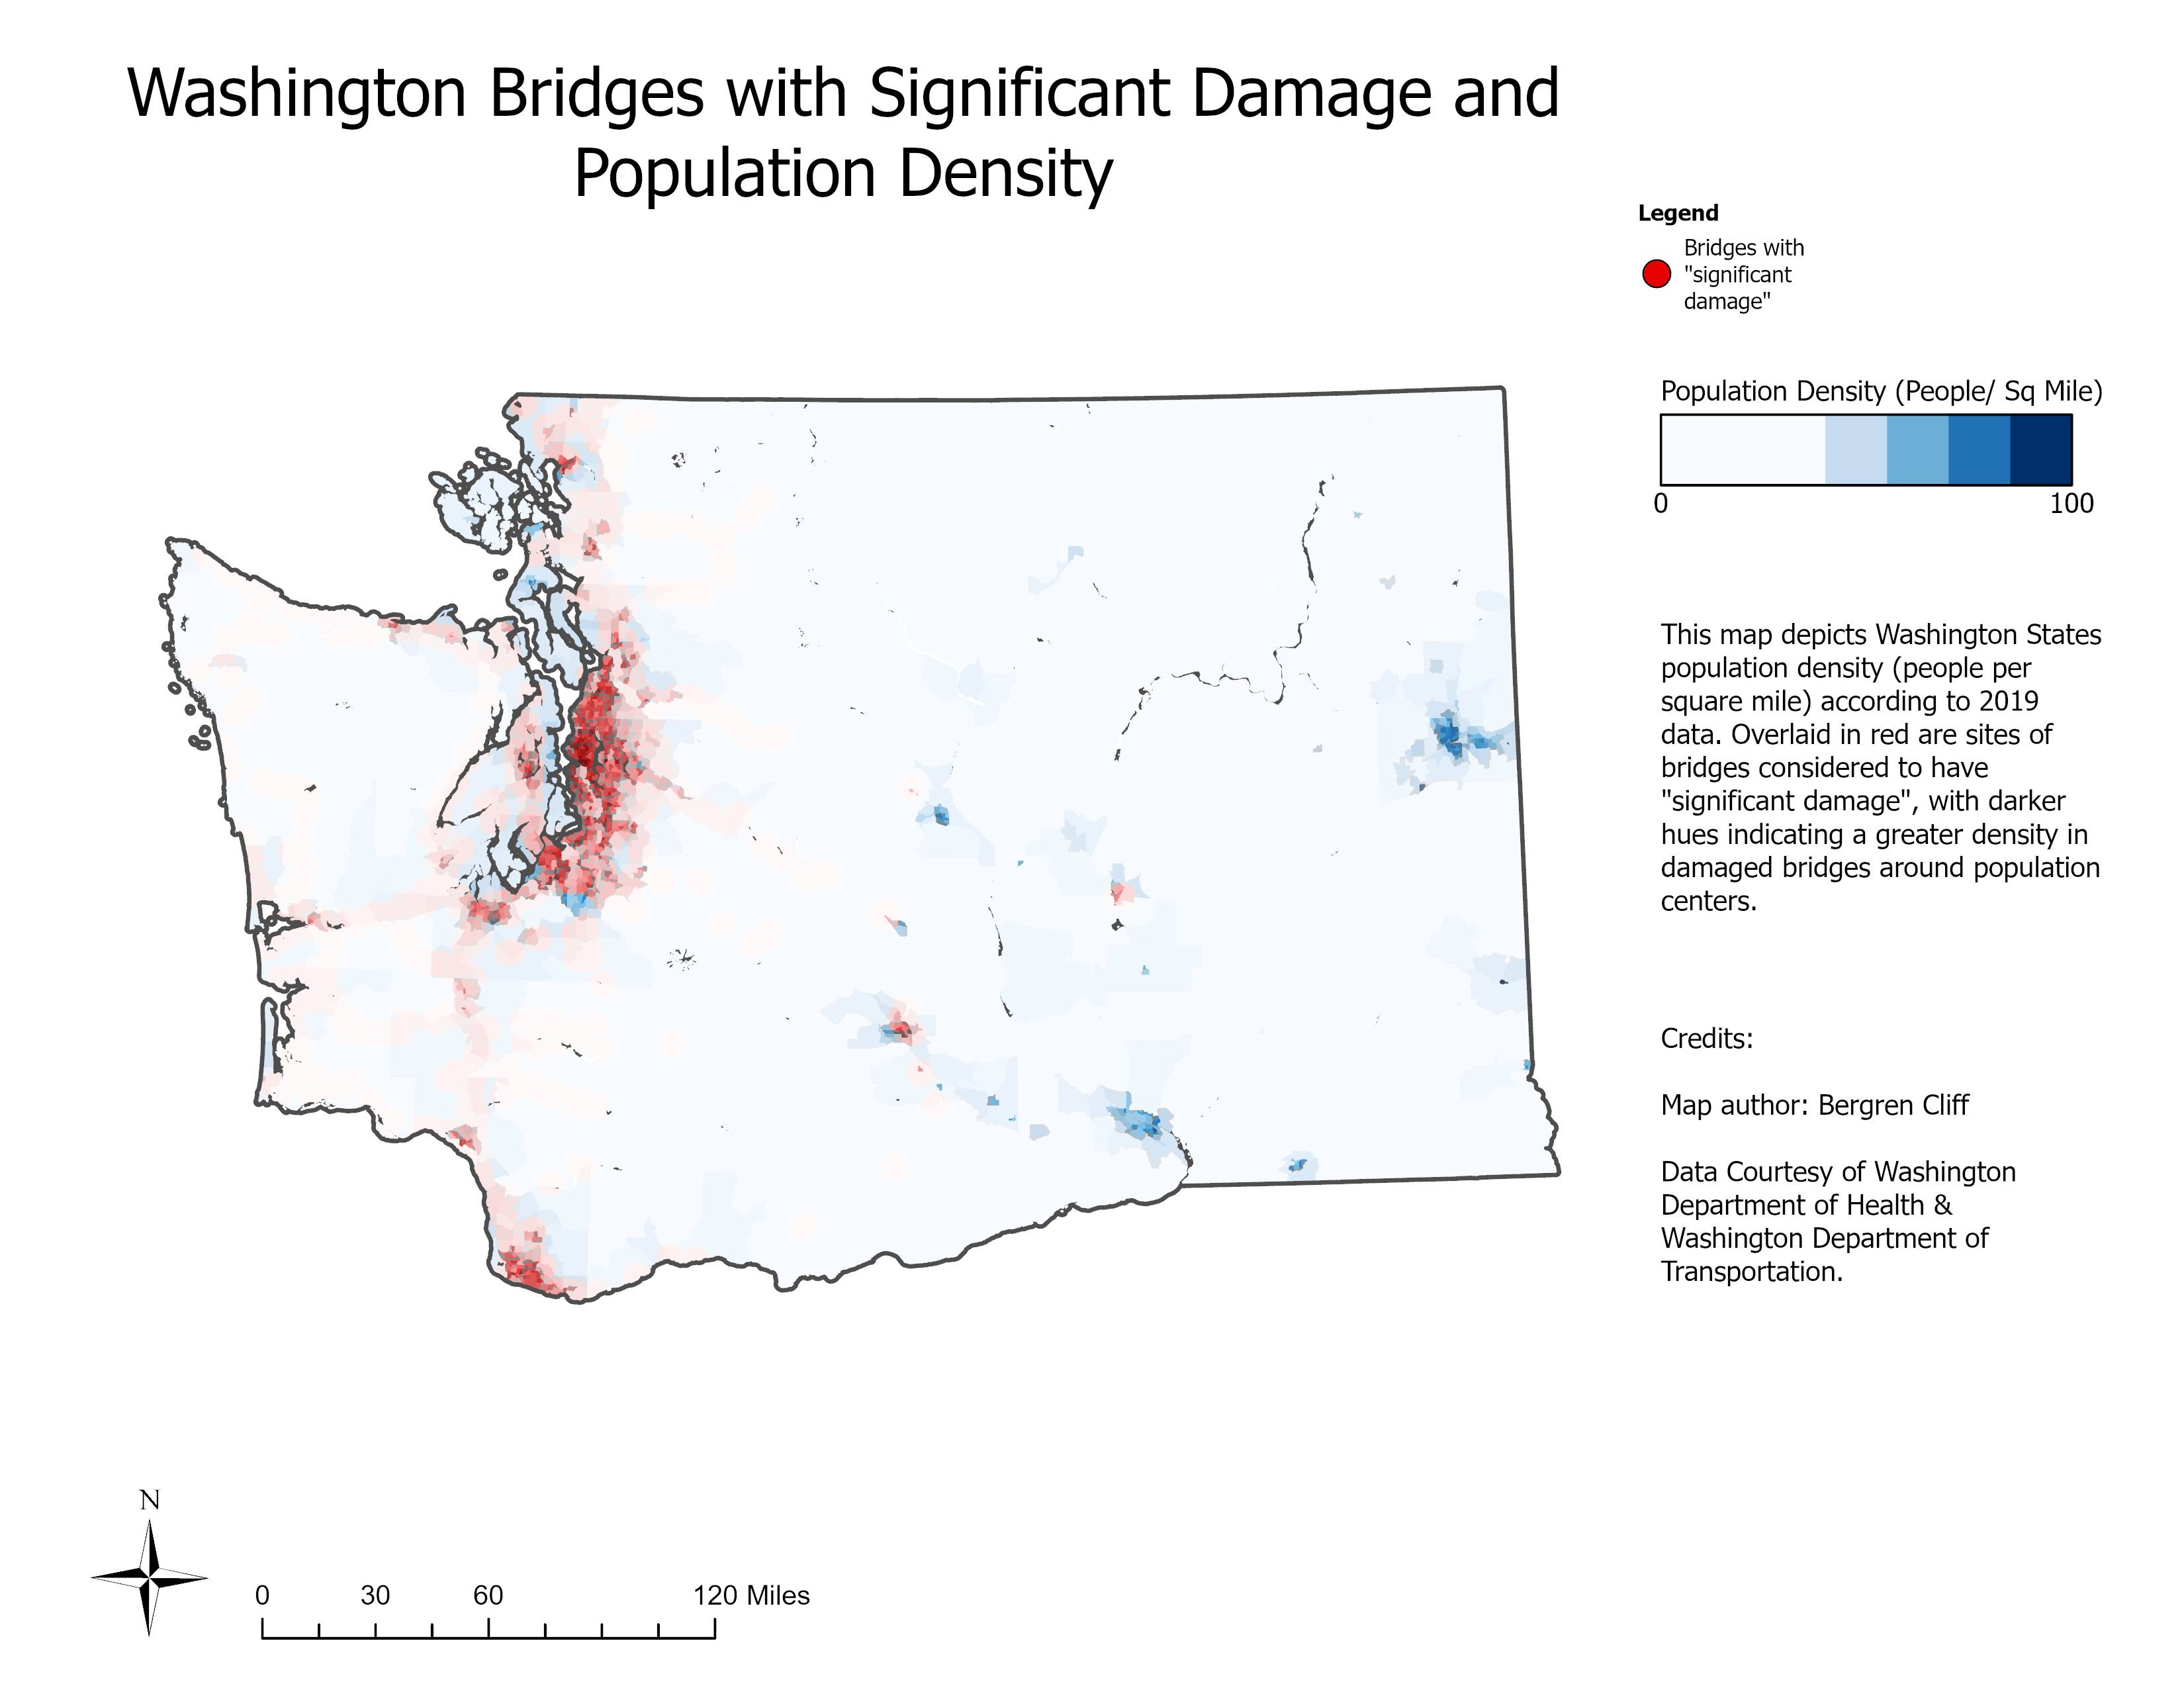 Washington Bridges with Significant Damage and
Population Density
Legend
Bridges with
"significant
damage"
Population Density (People/ Sq Mile)
0 100
This map depicts Washington States
population density (people per
square mile) according to 2019
data. Overlaid in red are sites of
bridges considered to have
"significant damage", with darker
hues indicating a greater density in
damaged bridges around population
centers.
Credits:
Map author: Bergren Cliff
Data Courtesy of Washington
Department of Health &
Washington Department of
Transportation.
N
0 30 60 120 Miles